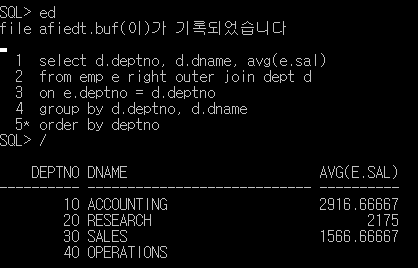 SQL> ed
file afiedt.buf(이)가 기록되었습니다
1 select d.deptno, d.dname, avg(e.sal)
2 from emp e right outer join dept d
3 on e.deptno = d.deptno
4 group by d.deptno, d.dname
5* order by deptno
SQL> /
DEPTNO DNAME AVG(E.SAL)
---------- ---------------------------- ----------
10 ACCOUNTING 2916.66667
20 RESEARCH 2175
30 SALES 1566.66667
40 OPERATIONS